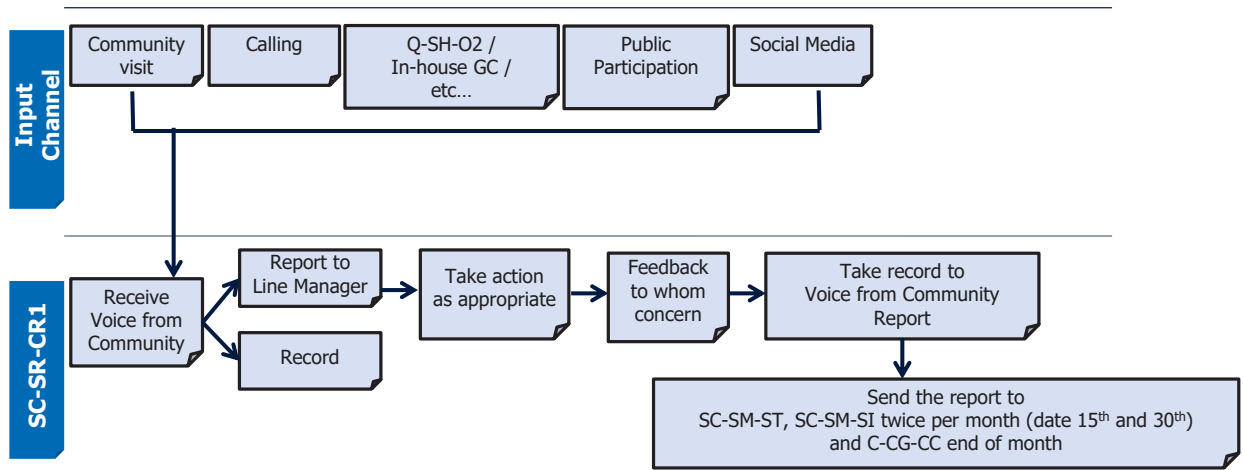 Input
Channel
Community
visit
Calling
Q-SH-O2 /
In-house GC /
etc...
Public
Participation
Social Media
SC-SR-CR1
Receive
Voice from
Community
Report to
Line Manager
Record
Take action
as appropriate
Feedback
to whom
concern
Take record to
Voice from Community
Report
Send the report to
SC-SM-ST, SC-SM-SI twice per month (date 15th and 30th)
and C-CG-CC end of month